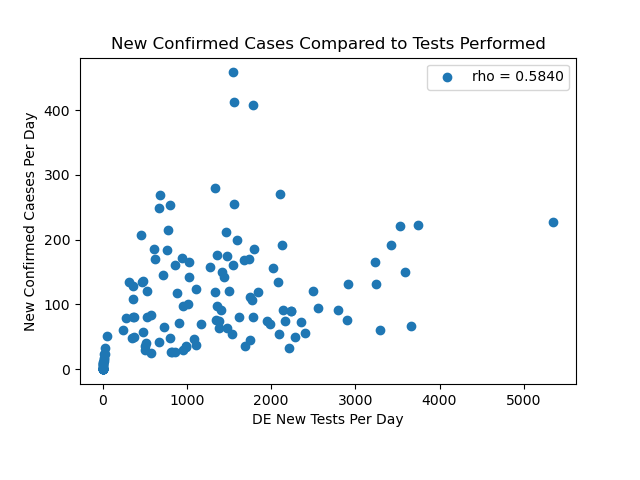 New Confirmed Cases Compared to Tests Performed
rho = 0.5840
New Confirmed Caeses Per Day
400
300
200
100
0
0 1000 2000 3000 4000 5000
DE New Tests Per Day